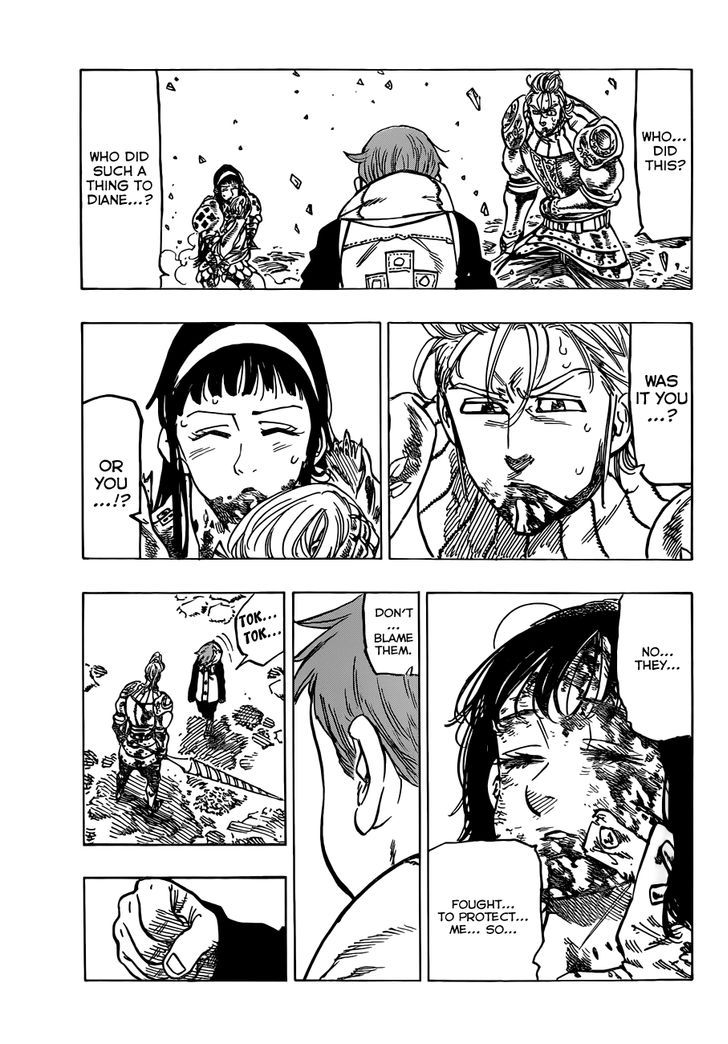 WHO...
DID
THIS?
WHO DID
SUCH A
THING TO
DIANE...?
WAS
IT YOU
...?
OR
YOU
...!?
NO...
THEY...
FOUGHT...
TO PROTECT...
ME... SO...
DON'T
...
BLAME
THEM.
TOK...
TOK...